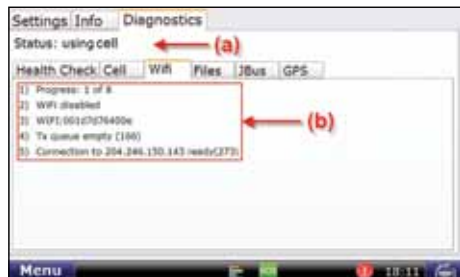 Settings Info Diagnostics
Status: using cell
(a)
Health Check Cell Wifi Files JBus GPS
1) Progress: 1 of 8
2) WiFi disabled
3) WIFI:001d7d76400e
(b)
4) Tx queue empty (166)
5) Connection to 204.246.150.143 ready(273
Menu
18:11